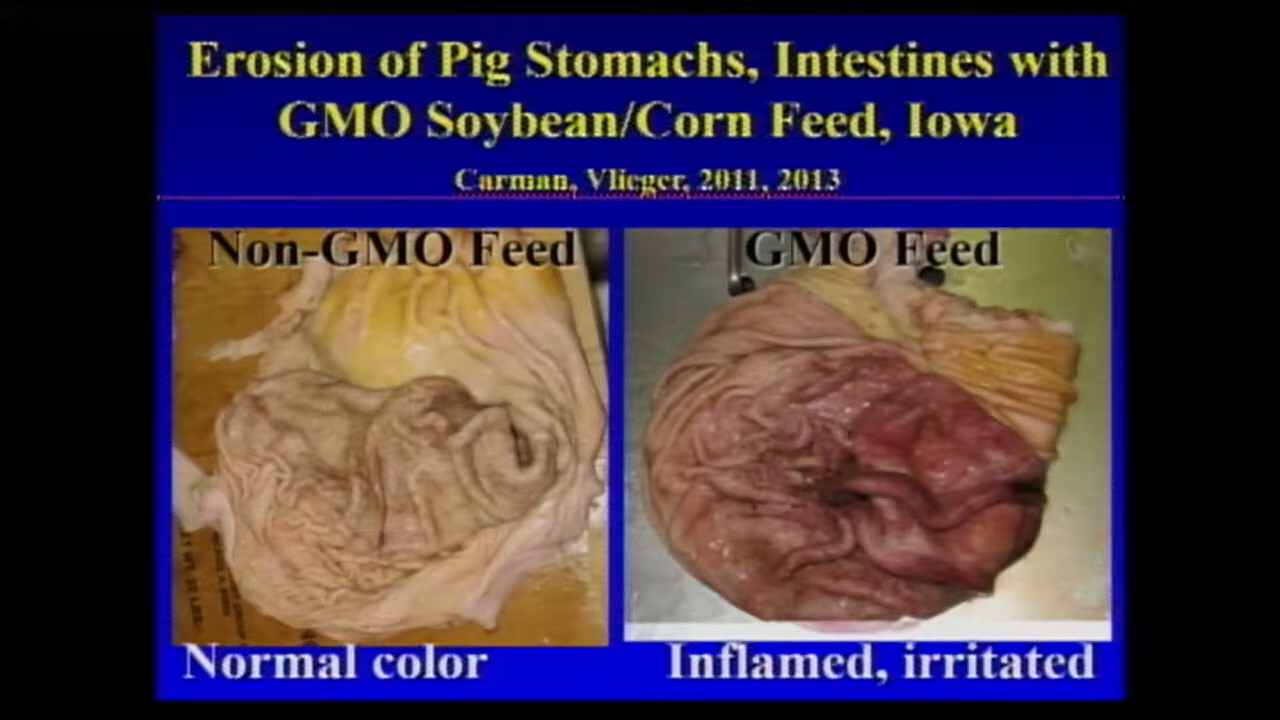 Erosion of Pig Stomachs, Intestines with
GMO Soybean/Corn Feed, Iowa
Carman, Vlieger, 2011, 2013
Non-GMO Feed
GMO Feed
Normal color
Inflamed, irritated